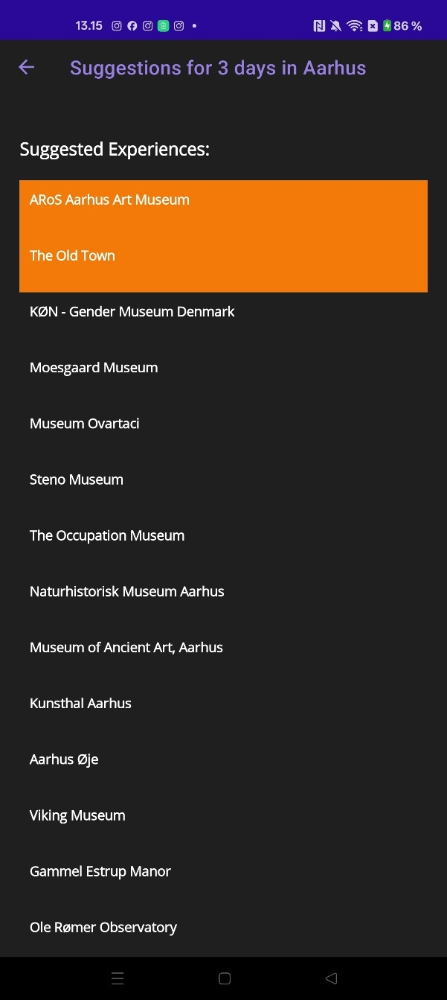 13.15
86 %
Suggestions for 3 days in Aarhus
Suggested Experiences:
ARoS Aarhus Art Museum
The Old Town
KØN - Gender Museum Denmark
Moesgaard Museum
Museum Ovartaci
Steno Museum
The Occupation Museum
Naturhistorisk Museum Aarhus
Museum of Ancient Art, Aarhus
Kunsthal Aarhus
Aarhus Øje
Viking Museum
Gammel Estrup Manor
Ole Rømer Observatory